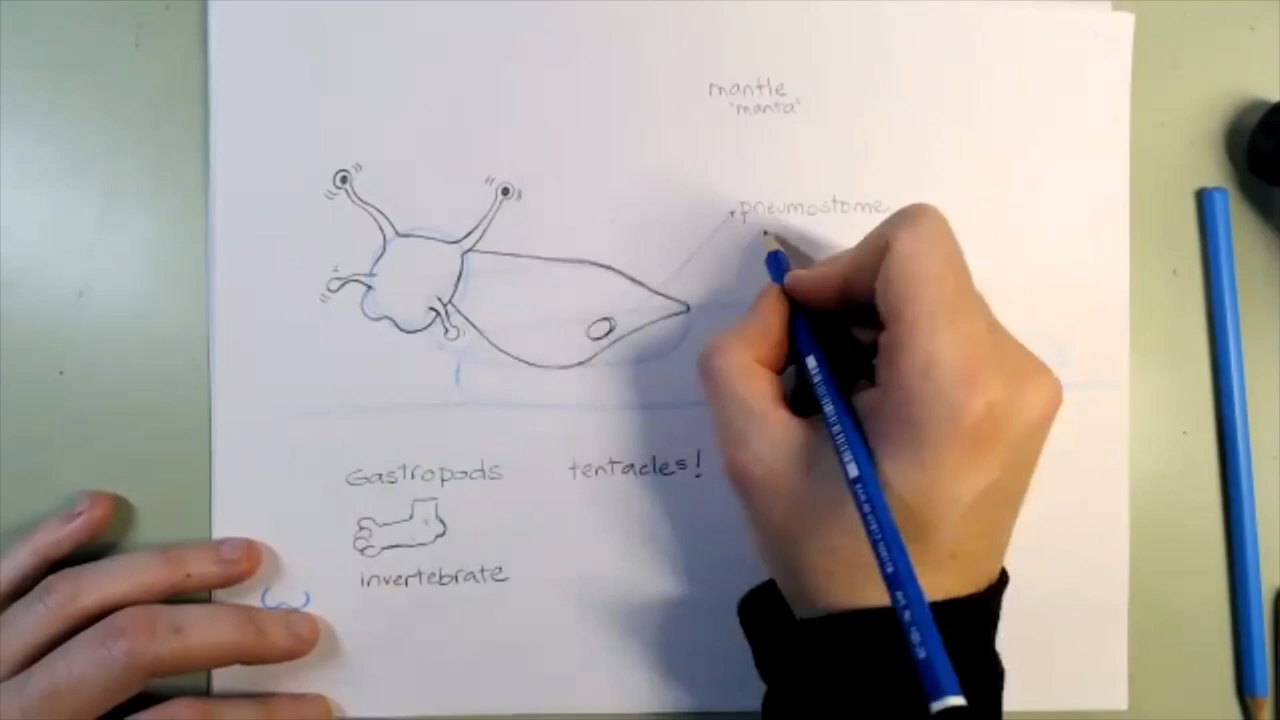 mantle
"manta"
pneumostome
Gastropods
tentacles!
invertebrate